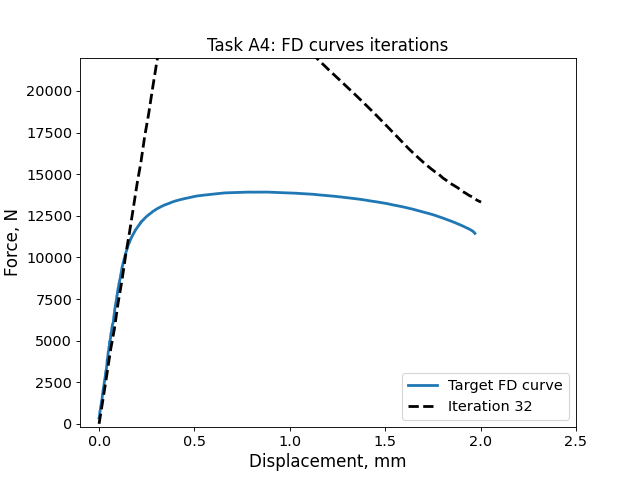 Task A4: FD curves iterations
Force, N
20000
17500
15000
12500
10000
7500
5000
2500
0
0.0 0.5 1.0 1.5 2.0 2.5
Displacement, mm
Target FD curve
Iteration 32